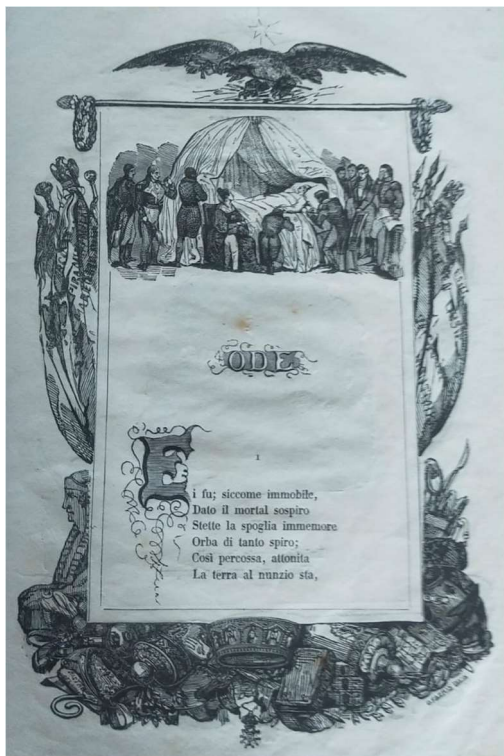 ODE
I
Ei fu; siccome immobile,
Dato il mortal sospiro
Stette la spoglia immemore
Orba di tanto spiro;
Così percossa, attonita
La terra al nunzio sta,